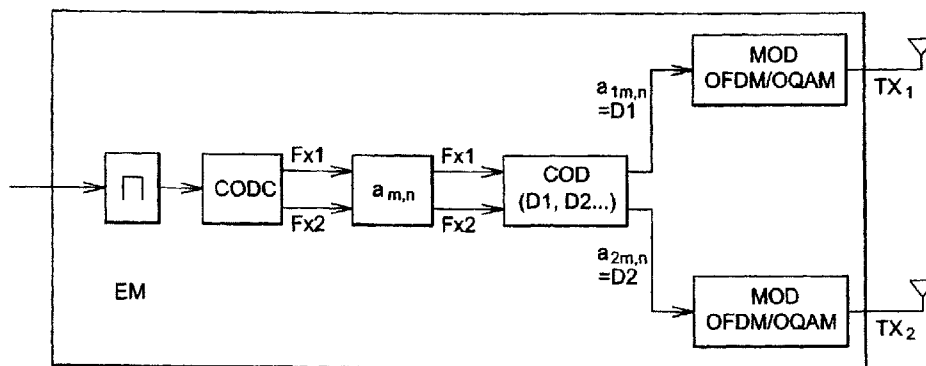 MOD
OFDM/OQAM
TX1
a1m,n
=D1
Fx1
Fx1
∏
CODC
am,n
COD
(D1, D2...)
Fx2
Fx2
a2m,n
=D2
EM
MOD
OFDM/OQAM
TX2